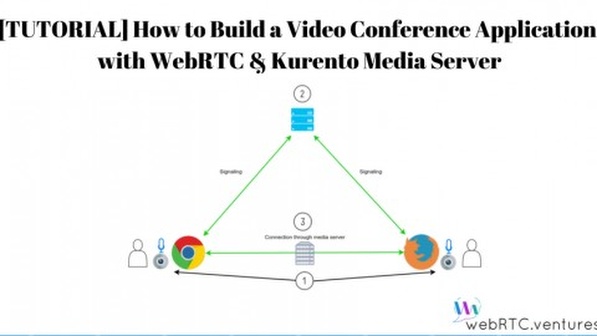 [TUTORIAL] How to Build a Video Conference Application
with WebRTC & Kurento Media Server
2
Signaling
Signaling
3
Connection through media server
1
webRTC.ventures